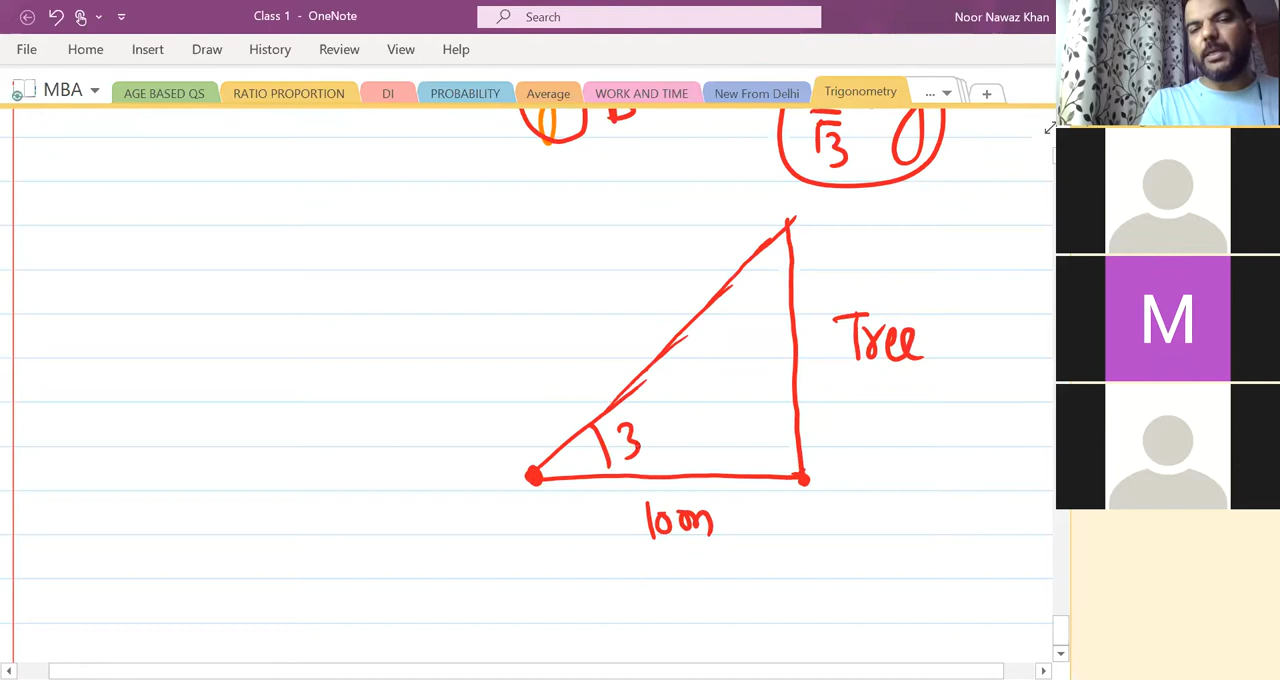 Class 1 - OneNote
Search
Noor Nawaz Khan
File Home Insert Draw History Review View Help
MBA
AGE BASED QS RATIO PROPORTION DI PROBABILITY Average WORK AND TIME New From Delhi Trigonometry ...
√3
Tree
3
100m
M